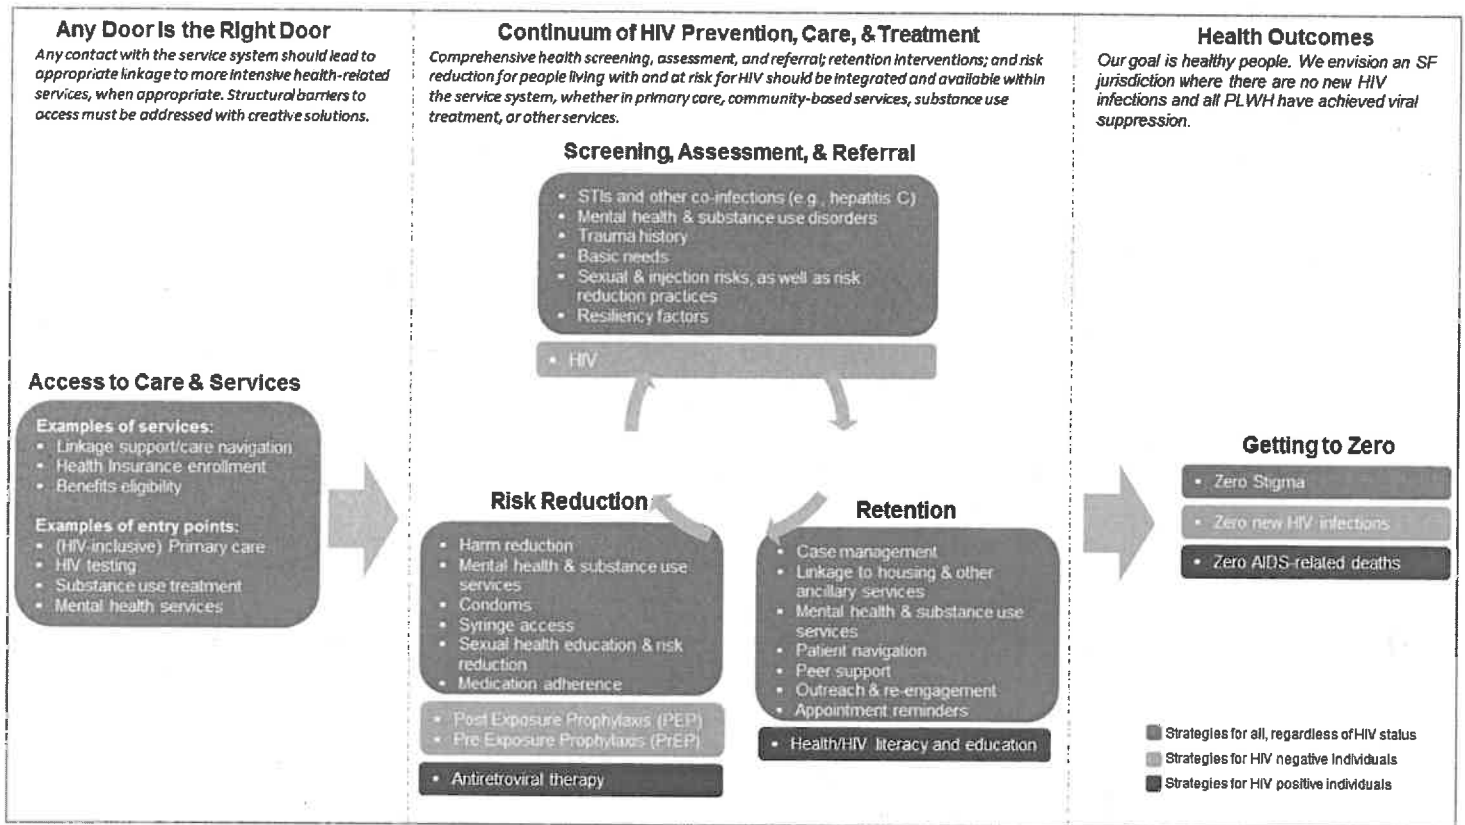 Any Door is the Right Door
Any contact with the service system should lead to
appropriate linkage to more intensive health-related
services, when appropriate. Structural barriers to
access must be addressed with creative solutions.
Access to Care & Services
Examples of services:
• Linkage support/care navigation
• Health Insurance enrollment
• Benefits eligibility
Examples of entry points:
• (HIV-inclusive) Primary care
• HIV testing
• Substance use treatment
• Mental health services
Continuum of HIV Prevention, Care, & Treatment
Comprehensive health screening, assessment, and referral; retention interventions; and risk
reduction for people living with and at risk for HIV should be integrated and available within
the service system, whether in primary care, community-based services, substance use
treatment, or other services.
Screening, Assessment, & Referral
• STIs and other co-infections (e.g., hepatitis C)
• Mental health & substance use disorders
• Trauma history
• Basic needs
• Sexual & injection risks, as well as risk
reduction practices
• Resiliency factors
• HIV
Risk Reduction
• Harm reduction
• Mental health & substance use
services
• Condoms
• Syringe access
• Sexual health education & risk
reduction
• Medication adherence
• Post Exposure Prophylaxis (PEP)
• Pre Exposure Prophylaxis (PrEP)
• Antiretroviral therapy
Retention
• Case management
• Linkage to housing & other
ancillary services
• Mental health & substance use
services
• Patient navigation
• Peer support
• Outreach & re-engagement
• Appointment reminders
• Health/HIV literacy and education
Health Outcomes
Our goal is healthy people. We envision an SF
jurisdiction where there are no new HIV
infections and all PLWH have achieved viral
suppression.
Getting to Zero
• Zero Stigma
• Zero new HIV infections
• Zero AIDS-related deaths
Strategies for all, regardless of HIV status
Strategies for HIV negative individuals
Strategies for HIV positive individuals